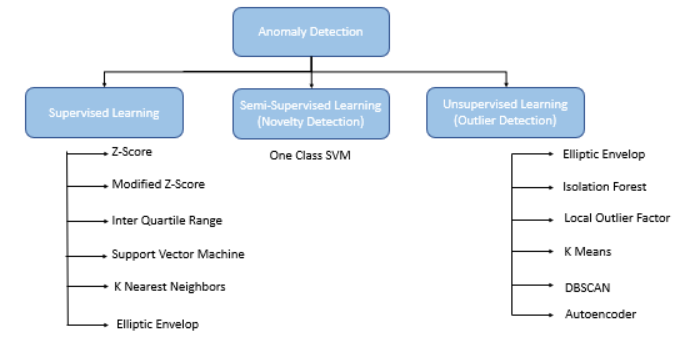 Anomaly Detection
Supervised Learning
Semi-Supervised Learning
(Novelty Detection)
Unsupervised Learning
(Outlier Detection)
Z-Score
Modified Z-Score
Inter Quartile Range
Support Vector Machine
K Nearest Neighbors
Elliptic Envelop
One Class SVM
Elliptic Envelop
Isolation Forest
Local Outlier Factor
K Means
DBSCAN
Autoencoder